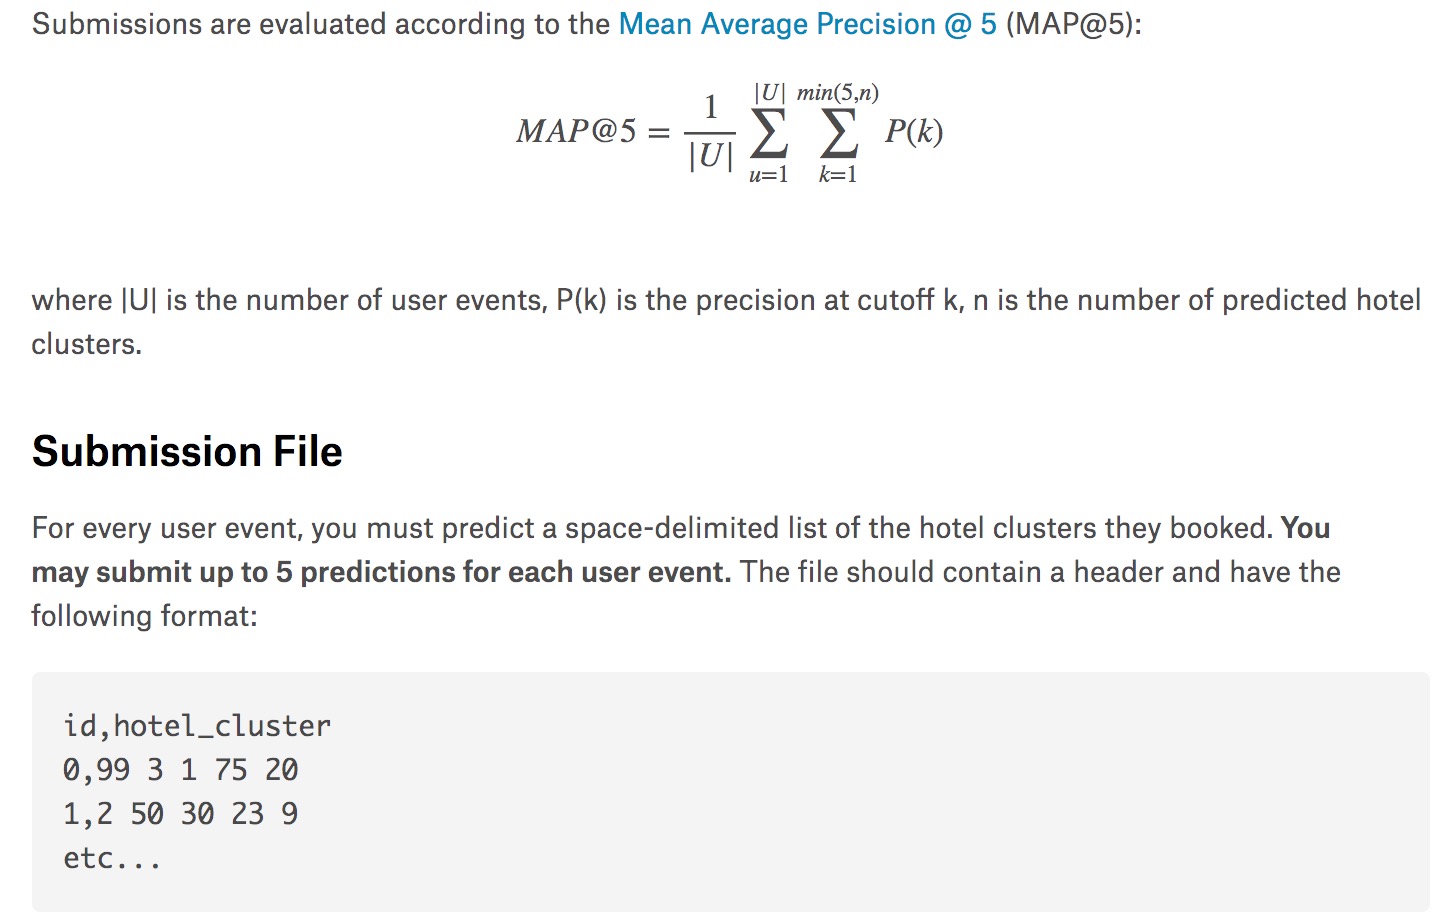 Submissions are evaluated according to the Mean Average Precision @ 5 (MAP@5):
MAP@5 = \frac{1}{|U|} \sum_{u=1}^{|U|} \sum_{k=1}^{min(5,n)} P(k)
where |U| is the number of user events, P(k) is the precision at cutoff k, n is the number of predicted hotel
clusters.
Submission File
For every user event, you must predict a space-delimited list of the hotel clusters they booked. You
may submit up to 5 predictions for each user event. The file should contain a header and have the
following format:
id,hotel_cluster
0,99 3 1 75 20
1,2 50 30 23 9
etc...